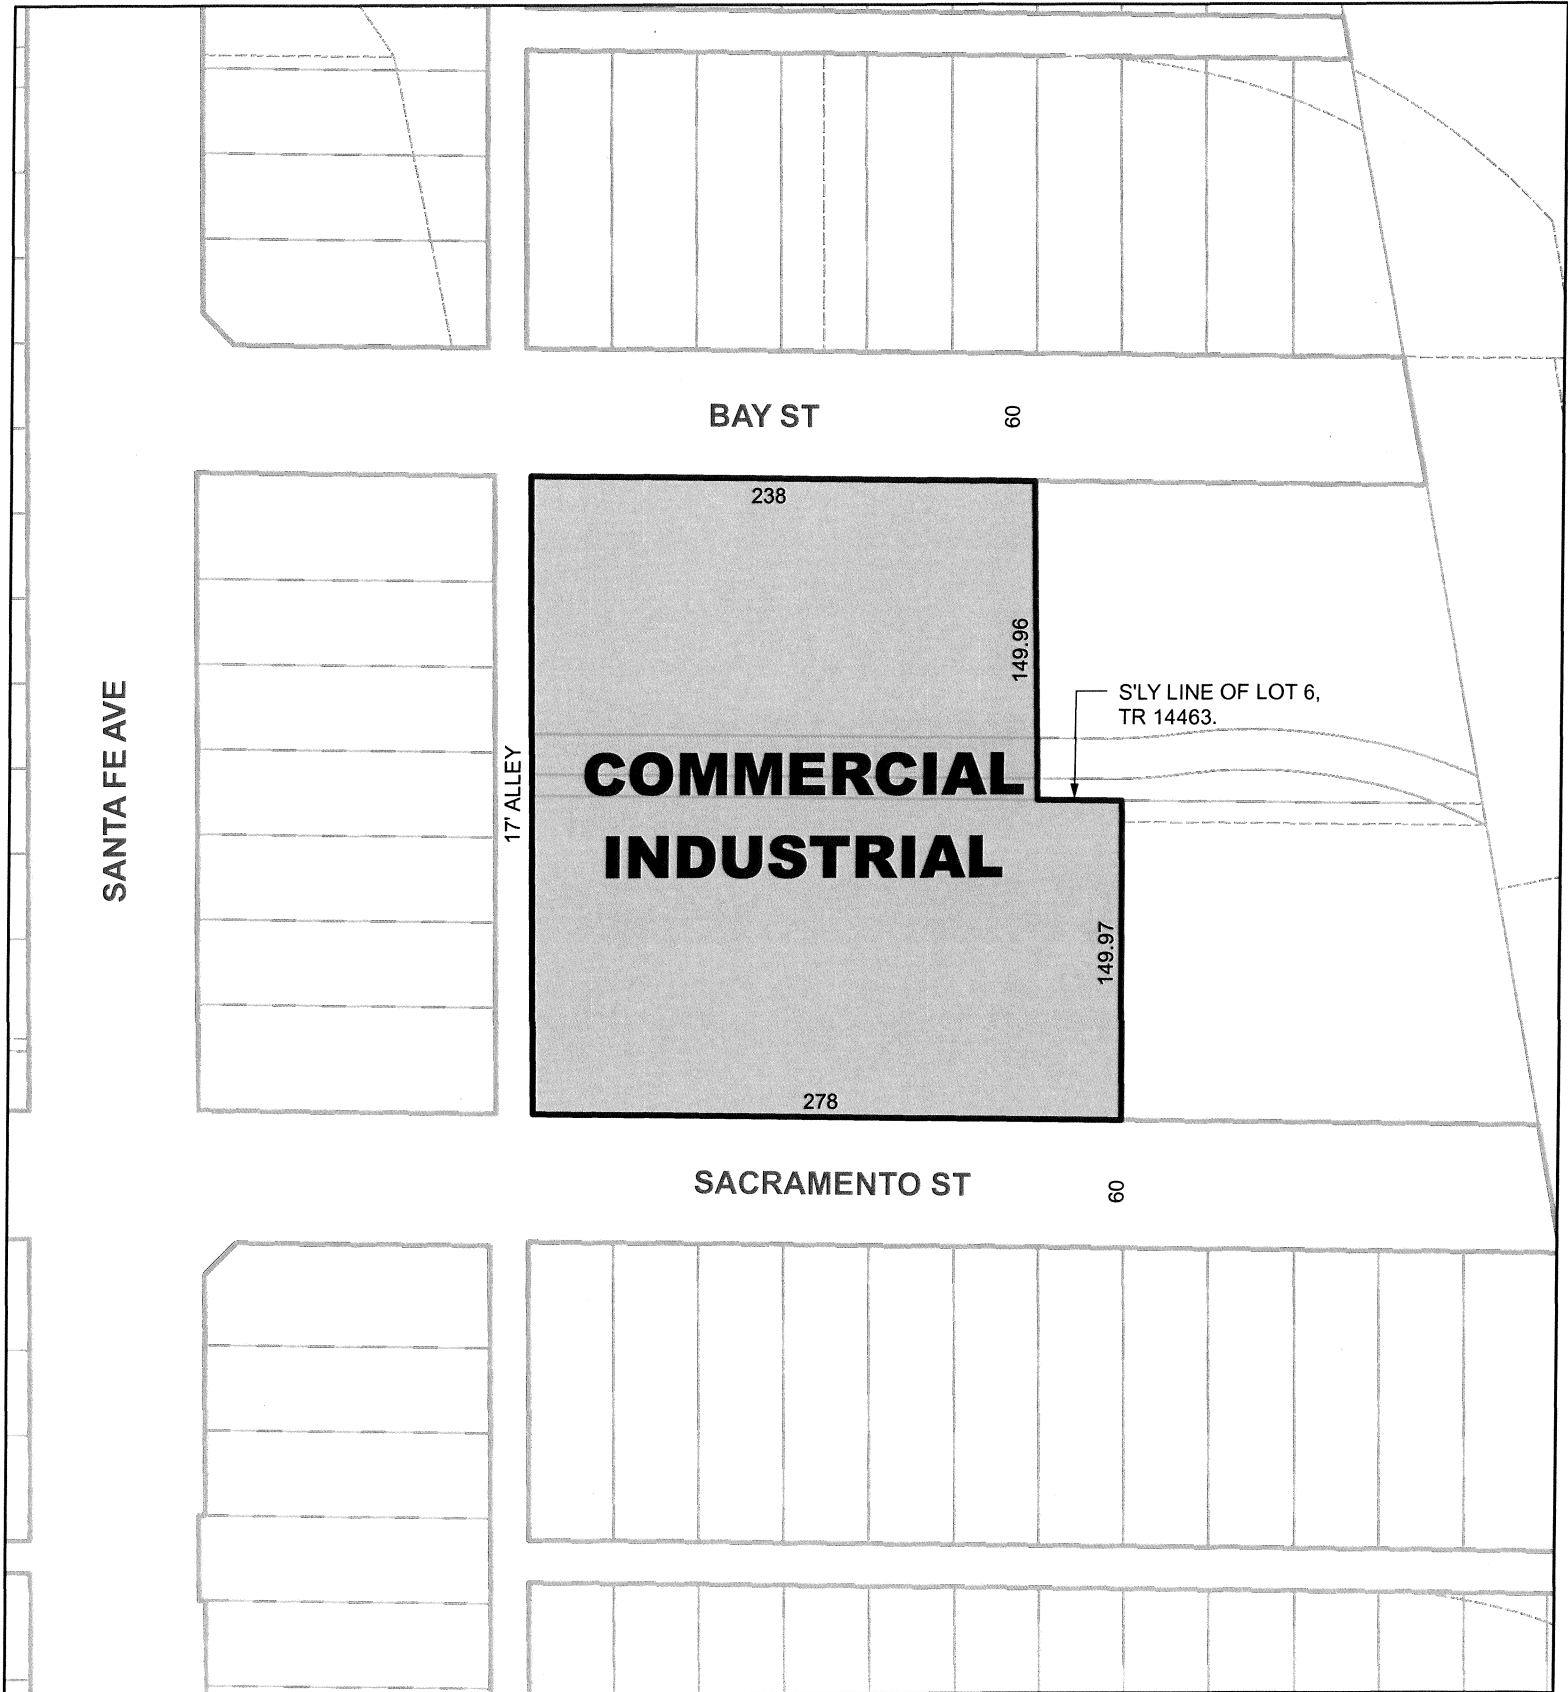 BAY ST
60
238
149.96
SANTA FE AVE
17' ALLEY
S'LY LINE OF LOT 6,
TR 14463.
COMMERCIAL
INDUSTRIAL
149.97
278
SACRAMENTO ST
60